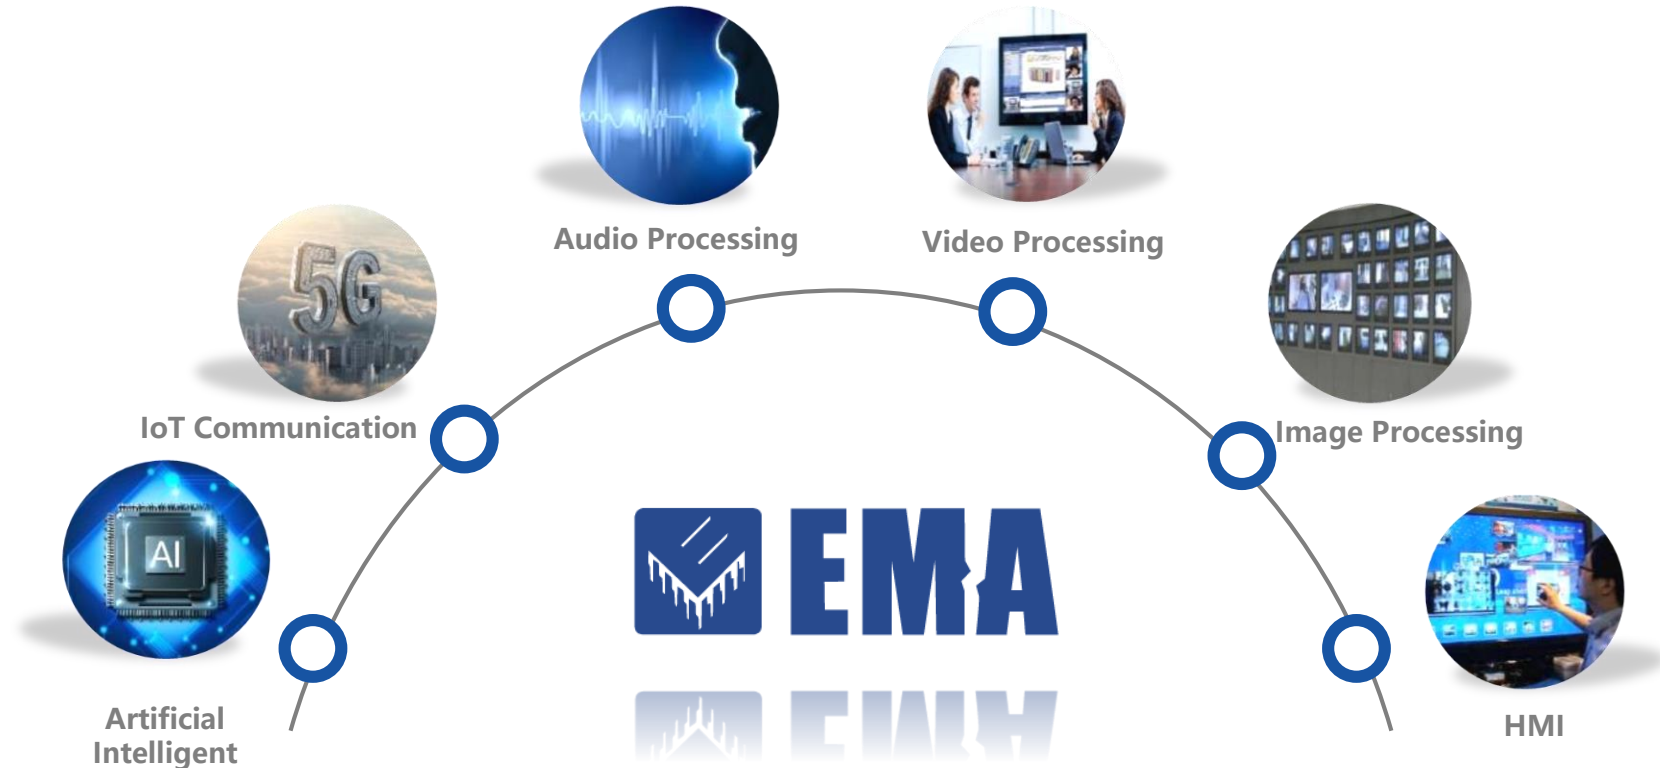 Audio Processing
Video Processing
5G
IoT Communication
Image Processing
AI
EMA
Artificial
Intelligent
HMI